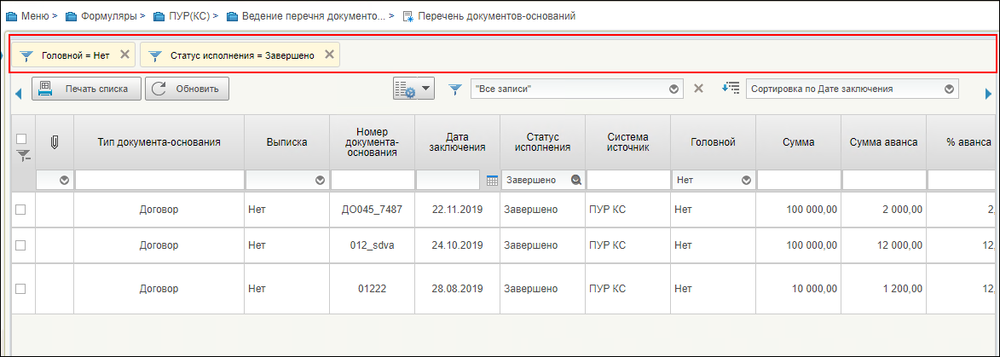 Меню > Формуляры > ПУР(КС) > Ведение перечня документо... > Перечень документов-оснований
Головной = Нет Статус исполнения = Завершено
Печать списка Обновить "Все записи" Сортировка по Дате заключения
Тип документа-основания Выписка Номер документа-основания Дата заключения Статус исполнения Система источник Головной Сумма Сумма аванса % аванса
Завершено Нет
Договор Нет ДО045_7487 22.11.2019 Завершено ПУР КС Нет 100 000,00 2 000,00 2,
Договор Нет 012_sdva 24.10.2019 Завершено ПУР КС Нет 100 000,00 12 000,00 12,
Договор Нет 01222 28.08.2019 Завершено ПУР КС Нет 10 000,00 1 200,00 12,